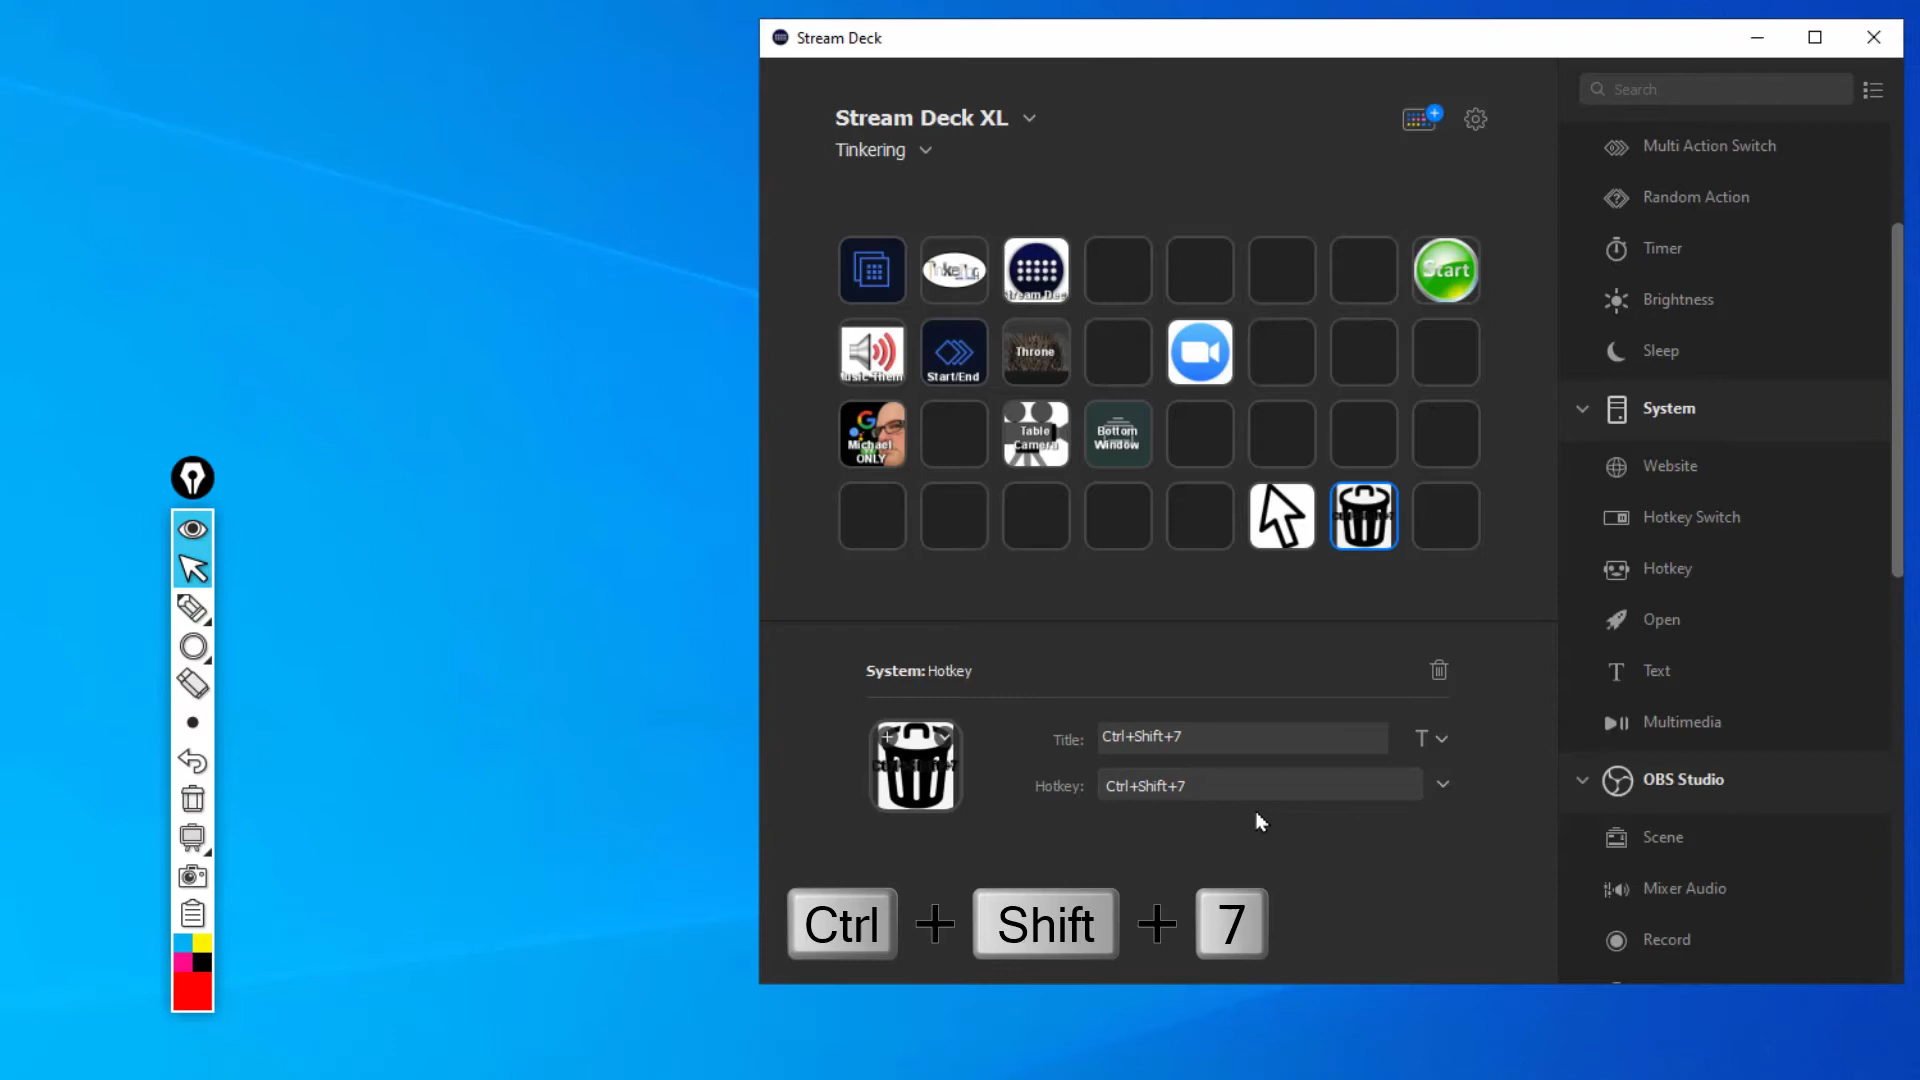 Stream Deck
Stream Deck XL
Tinkering
Search
Multi Action Switch
Random Action
Timer
Brightness
Sleep
System
Website
Hotkey Switch
Hotkey
Open
Text
Multimedia
OBS Studio
Scene
Mixer Audio
Record
Start
Start/End
Throne
Michael
ONLY
Table
Camera
Bottom
Window
System: Hotkey
Title: Ctrl+Shift+7
T
Hotkey: Ctrl+Shift+7
Ctrl + Shift + 7